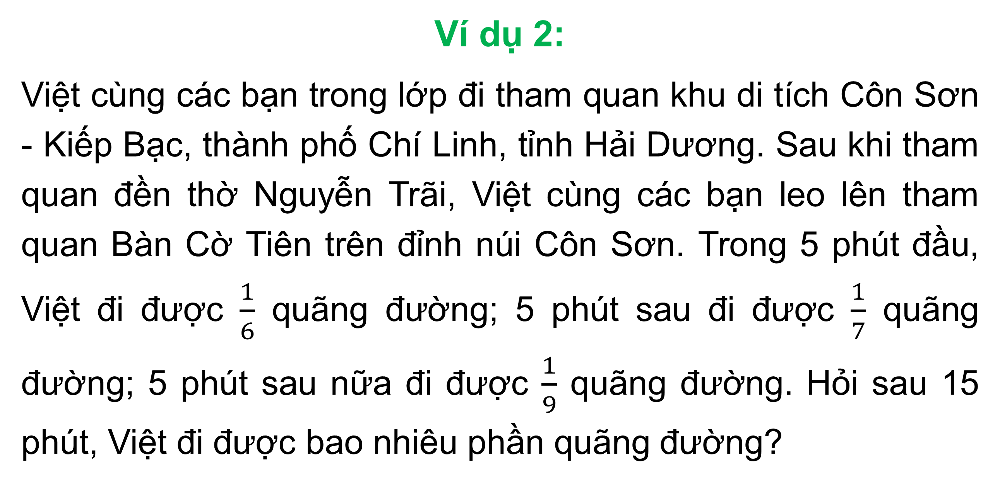 Ví dụ 2:
Việt cùng các bạn trong lớp đi tham quan khu di tích Côn Sơn
- Kiếp Bạc, thành phố Chí Linh, tỉnh Hải Dương. Sau khi tham
quan đền thờ Nguyễn Trãi, Việt cùng các bạn leo lên tham
quan Bàn Cờ Tiên trên đỉnh núi Côn Sơn. Trong 5 phút đầu,
Việt đi được 1/6 quãng đường; 5 phút sau đi được 1/7 quãng
đường; 5 phút sau nữa đi được 1/9 quãng đường. Hỏi sau 15
phút, Việt đi được bao nhiêu phần quãng đường?